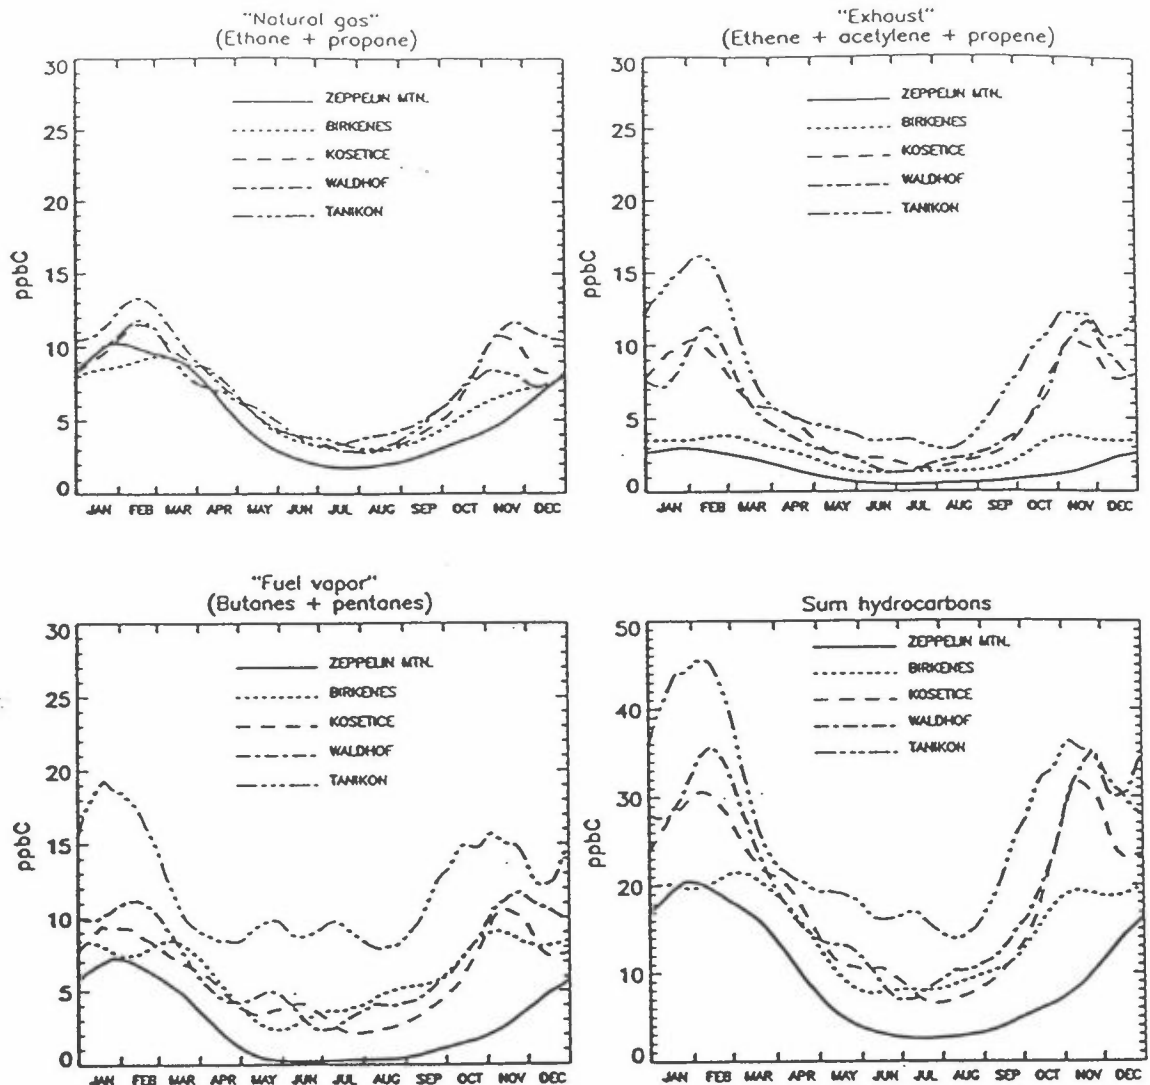 "Natural gas"
(Ethane + propane)
ppbC
30
25
20
15
10
5
0
ZEPPELIN MTN.
BIRKENES
KOSETICE
WALDHOF
TANIKON
JAN FEB MAR APR MAY JUN JUL AUG SEP OCT NOV DEC
"Exhaust"
(Ethene + acetylene + propene)
ppbC
30
25
20
15
10
5
0
ZEPPELIN MTN.
BIRKENES
KOSETICE
WALDHOF
TANIKON
JAN FEB MAR APR MAY JUN JUL AUG SEP OCT NOV DEC
"Fuel vapor"
(Butanes + pentanes)
ppbC
30
25
20
15
10
5
0
ZEPPELIN MTN.
BIRKENES
KOSETICE
WALDHOF
TANIKON
JAN FEB MAR APR MAY JUN JUL AUG SEP OCT NOV DEC
Sum hydrocarbons
ppbC
50
40
30
20
10
0
ZEPPELIN MTN.
BIRKENES
KOSETICE
WALDHOF
TANIKON
JAN FEB MAR APR MAY JUN JUL AUG SEP OCT NOV DEC